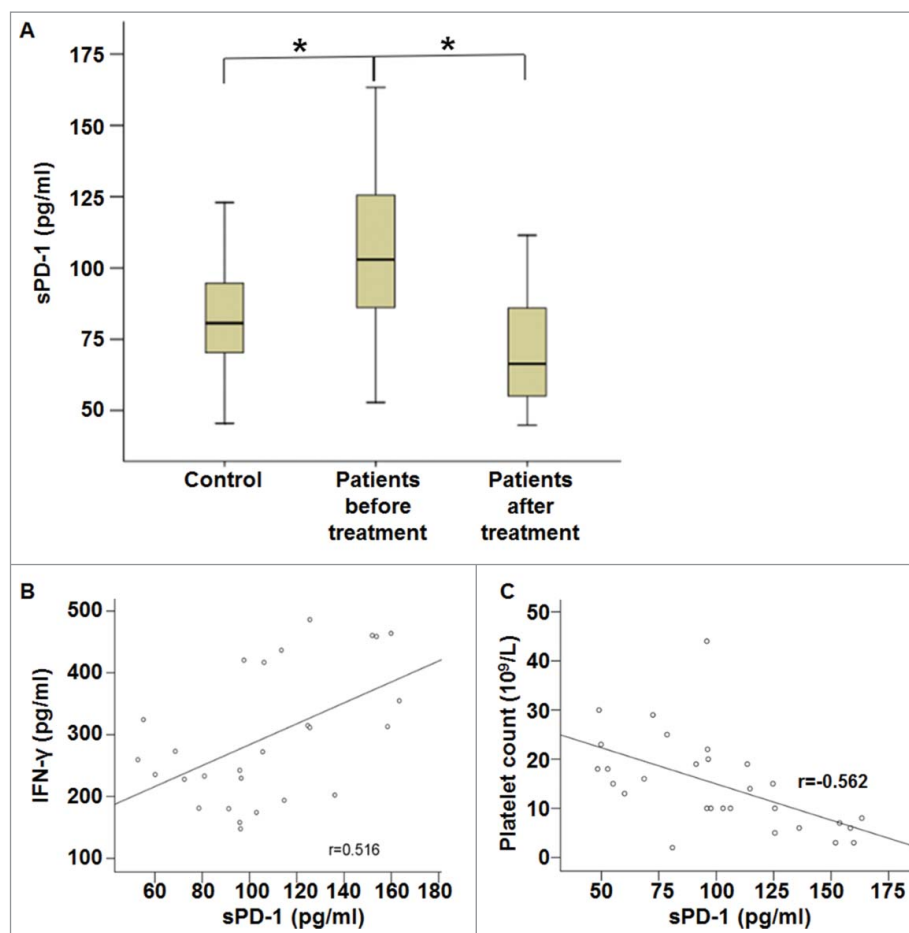 A
* *
175
150
125
100
75
50
sPD-1 (pg/ml)
Control
Patients
before
treatment
Patients
after
treatment
B
500
400
300
200
100
IFN-γ (pg/ml)
r=0.516
60 80 100 120 140 160 180
sPD-1 (pg/ml)
C
50
40
30
20
10
0
Platelet count (10⁹/L)
r=-0.562
50 75 100 125 150 175
sPD-1 (pg/ml)